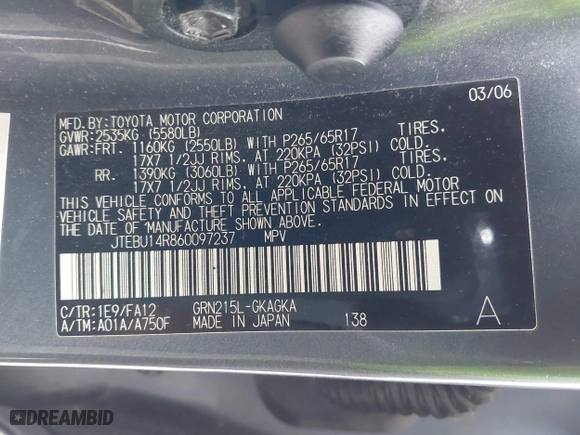 03/06
MFD.BY:TOYOTA MOTOR CORPORATION
GVWR:2535KG (5580LB)
GAWR:FRT. 1160KG (2550LB) WITH P265/65R17 TIRES,
17X7 1/2JJ RIMS, AT 220KPA (32PSI) COLD.
RR. 1390KG (3060LB) WITH P265/65R17 TIRES,
17X7 1/2JJ RIMS, AT 220KPA (32PSI) COLD.
THIS VEHICLE CONFORMS TO ALL APPLICABLE FEDERAL MOTOR
VEHICLE SAFETY AND THEFT PREVENTION STANDARDS IN EFFECT ON
THE DATE OF MANUFACTURE SHOWN ABOVE.
JTEBU14R860097237 MPV
C/TR:1E9/FA12 GRN215L-GKAGKA
A/TM:A01A/A750F MADE IN JAPAN 138
A
DREAMBID